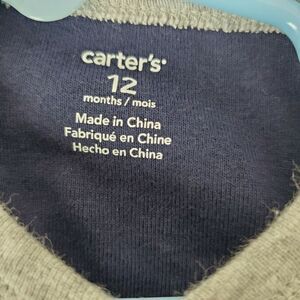 carter's
12
months / mois
Made in China
Fabriqué en Chine
Hecho en China